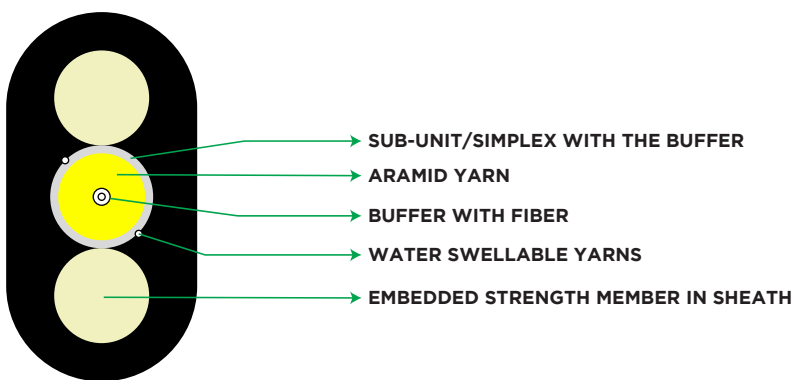 SUB-UNIT/SIMPLEX WITH THE BUFFER
ARAMID YARN
BUFFER WITH FIBER
WATER SWELLABLE YARNS
EMBEDDED STRENGTH MEMBER IN SHEATH